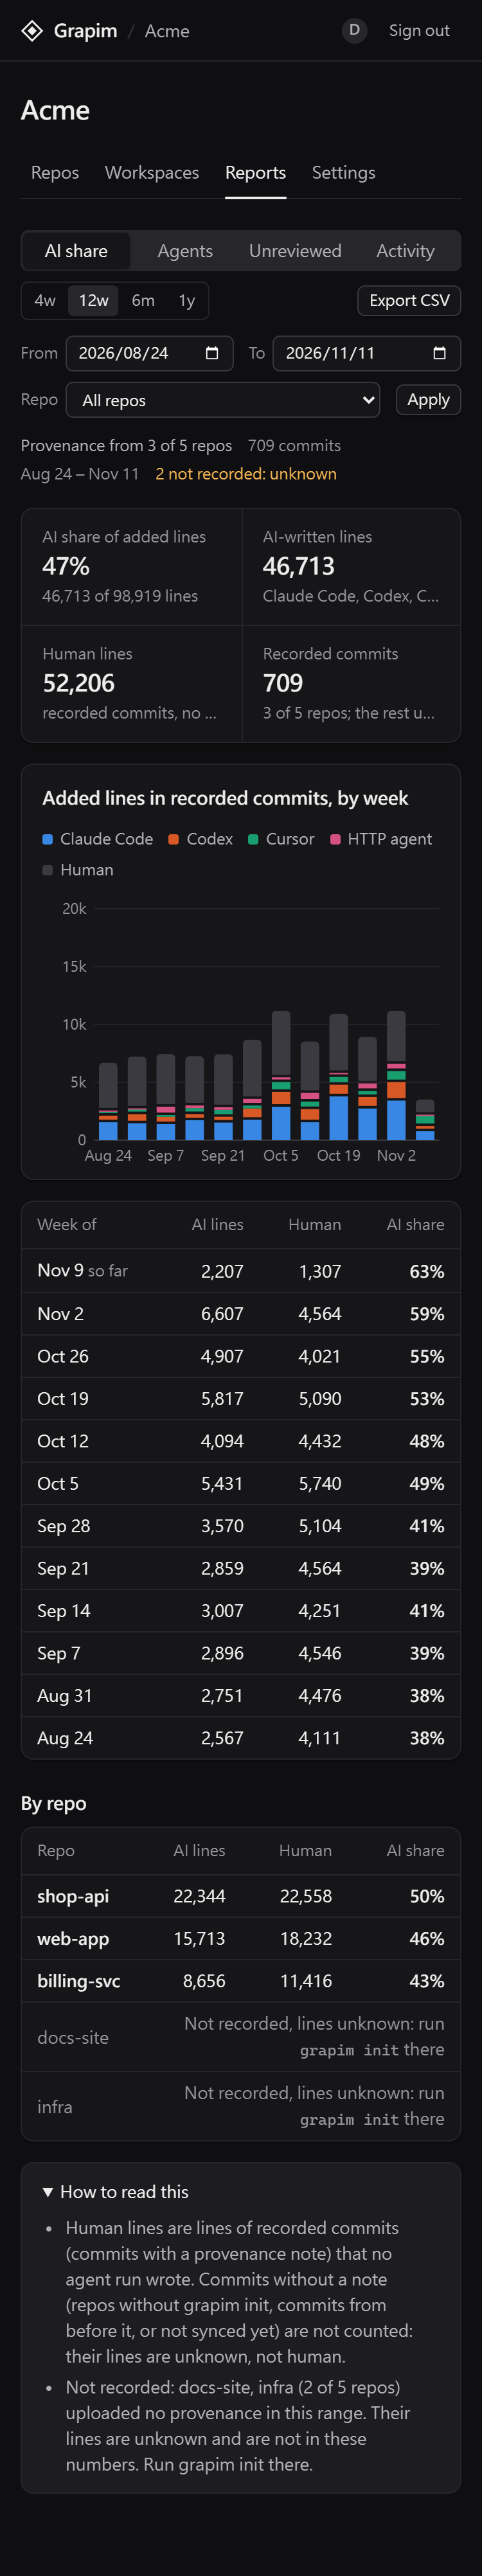 Grapim / Acme D Sign out
Acme
Repos Workspaces Reports Settings
AI share Agents Unreviewed Activity
4w 12w 6m 1y Export CSV
From 2026/08/24 To 2026/11/11
Repo All repos Apply
Provenance from 3 of 5 repos 709 commits
Aug 24 – Nov 11 2 not recorded: unknown
AI share of added lines AI-written lines
47% 46,713
46,713 of 98,919 lines Claude Code, Codex, C...
Human lines Recorded commits
52,206 709
recorded commits, no ... 3 of 5 repos; the rest u...
Added lines in recorded commits, by week
Claude Code Codex Cursor HTTP agent
Human
20k
15k
10k
5k
0
Aug 24 Sep 7 Sep 21 Oct 5 Oct 19 Nov 2
Week of AI lines Human AI share
Nov 9 so far 2,207 1,307 63%
Nov 2 6,607 4,564 59%
Oct 26 4,907 4,021 55%
Oct 19 5,817 5,090 53%
Oct 12 4,094 4,432 48%
Oct 5 5,431 5,740 49%
Sep 28 3,570 5,104 41%
Sep 21 2,859 4,564 39%
Sep 14 3,007 4,251 41%
Sep 7 2,896 4,546 39%
Aug 31 2,751 4,476 38%
Aug 24 2,567 4,111 38%
By repo
Repo AI lines Human AI share
shop-api 22,344 22,558 50%
web-app 15,713 18,232 46%
billing-svc 8,656 11,416 43%
docs-site Not recorded, lines unknown: run
grapim init there
infra Not recorded, lines unknown: run
grapim init there
▼ How to read this
• Human lines are lines of recorded commits
(commits with a provenance note) that no
agent run wrote. Commits without a note
(repos without grapim init, commits from
before it, or not synced yet) are not counted:
their lines are unknown, not human.
• Not recorded: docs-site, infra (2 of 5 repos)
uploaded no provenance in this range. Their
lines are unknown and are not in these
numbers. Run grapim init there.